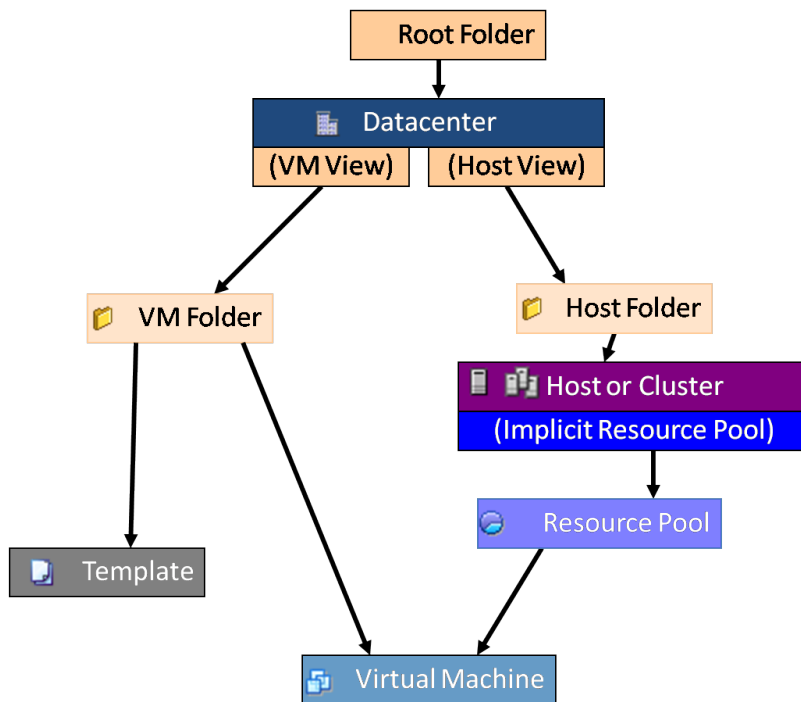 Root Folder
Datacenter
(VM View)
(Host View)
VM Folder
Host Folder
Host or Cluster
(Implicit Resource Pool)
Resource Pool
Template
Virtual Machine